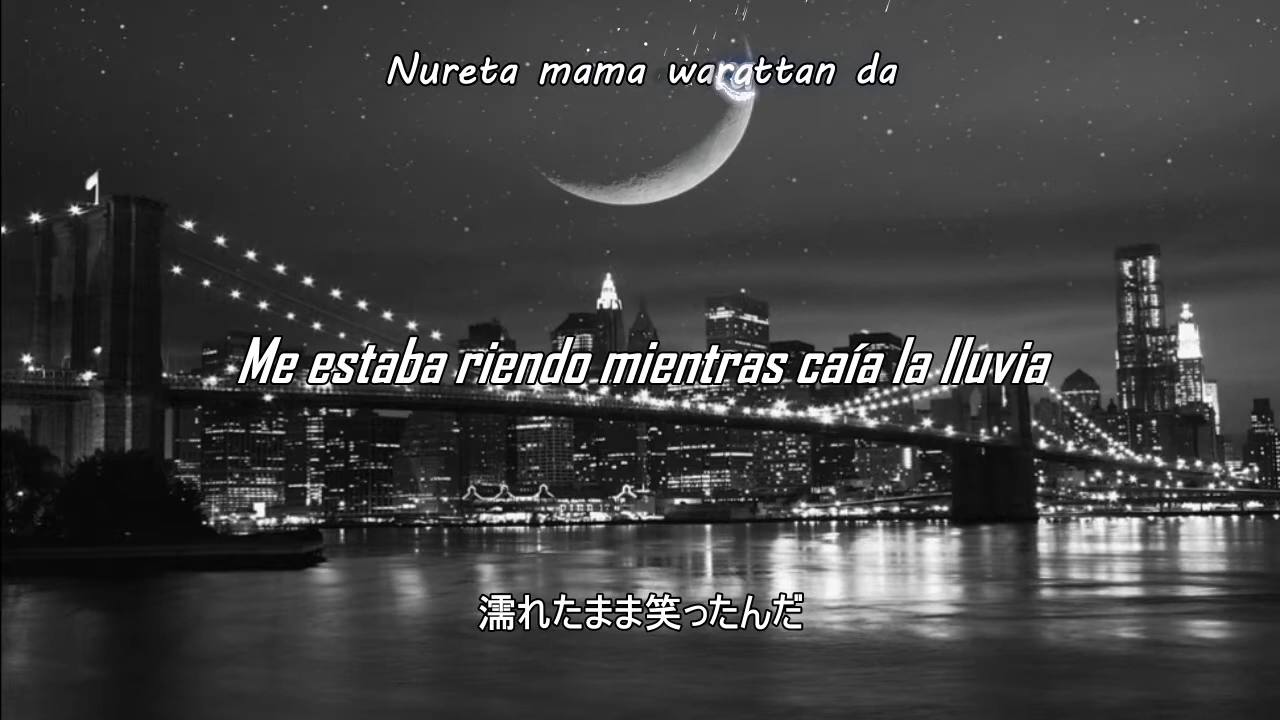 Nureta mama warattan da
Me estaba riendo mientras caía la lluvia
濡れたまま笑ったんだ